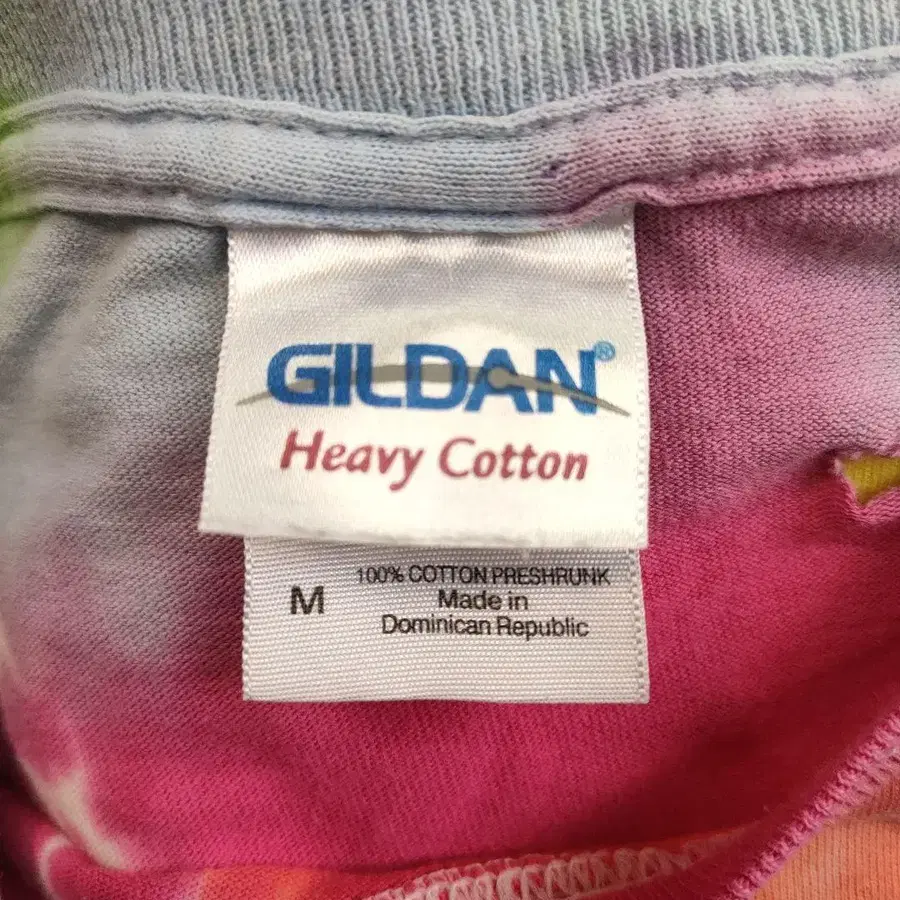 GILDAN®
Heavy Cotton
M
100% COTTON PRESHRUNK
Made in
Dominican Republic